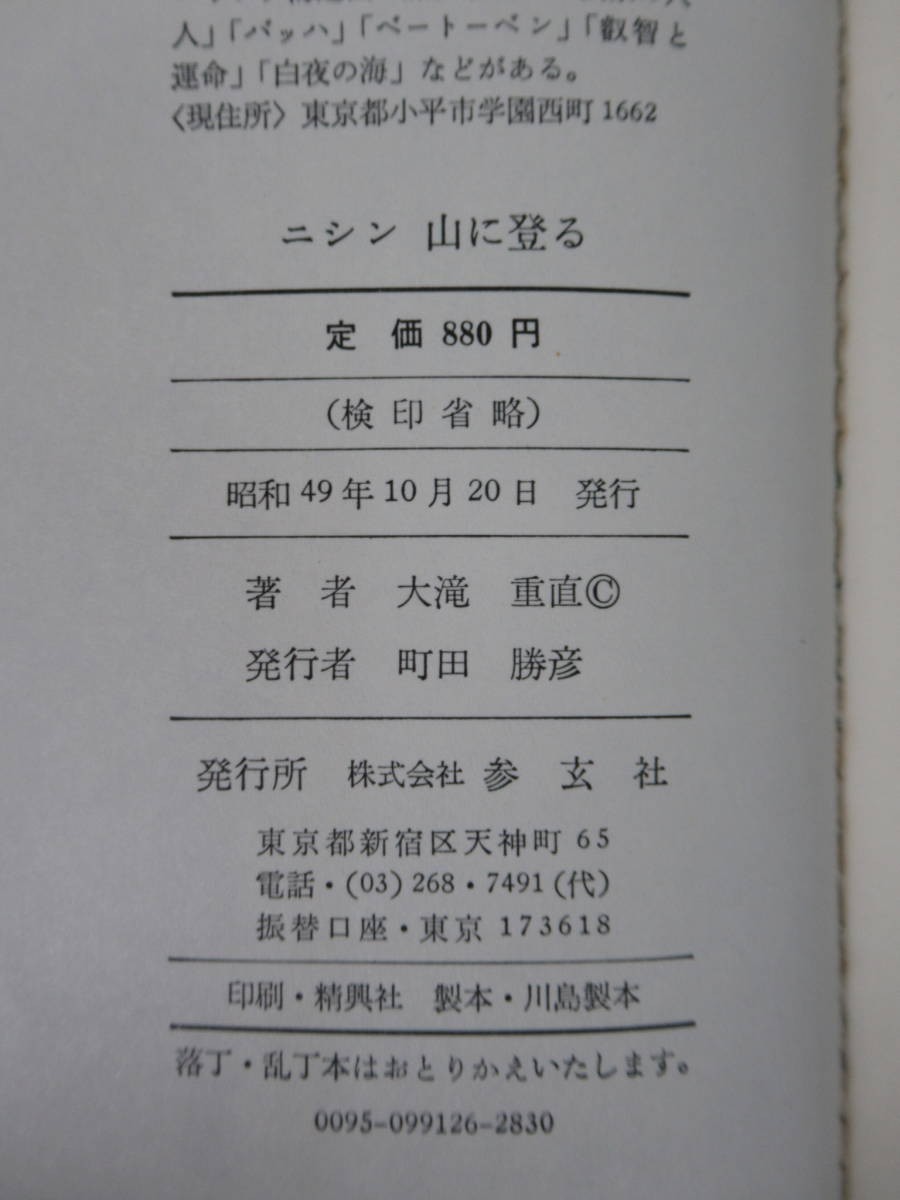 人」「バッハ」「ベートーベン」「叡智と
運命」「白夜の海」などがある。
〈現住所〉東京都小平市学園西町1662
ニシン 山に登る
定 価 880 円
（検 印 省 略）
昭和 49 年 10 月 20 日 発行
著 者 大滝 重直©
発行者 町田 勝彦
発行所 株式会社 参 玄 社
東京都新宿区天神町 65
電話・(03) 268・7491 (代)
振替口座・東京 173618
印刷・精興社 製本・川島製本
落丁・乱丁本はおとりかえいたします。
0095-099126-2830